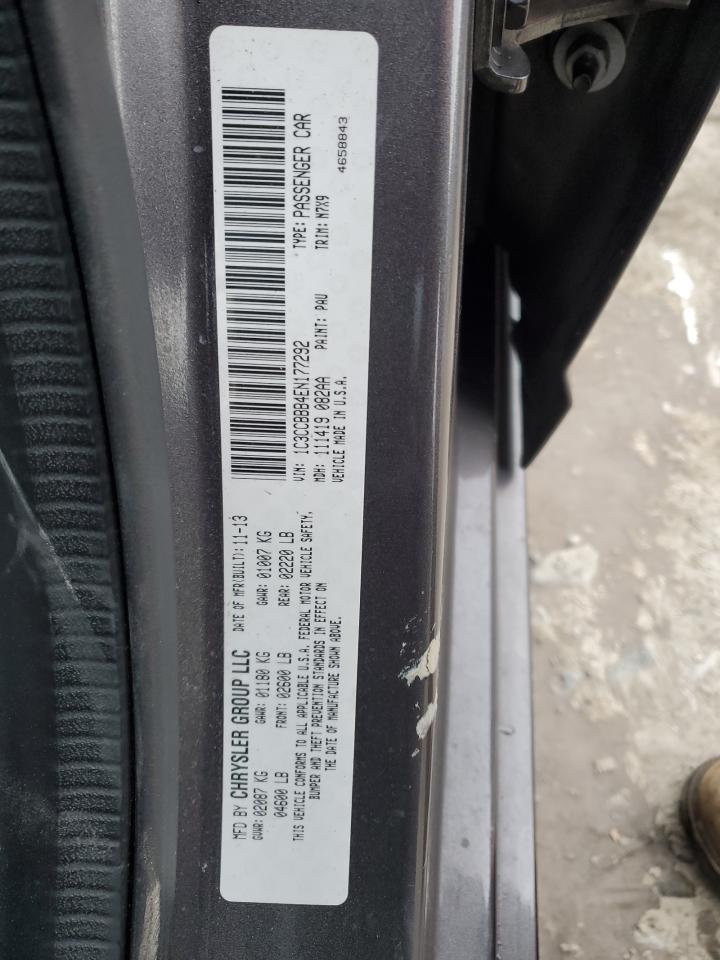 MFD BY CHRYSLER GROUP LLC DATE OF MFR(BUILT): 11-13
GVWR: 02087 KG GAWR: 01180 KG GAWR: 01007 KG
04600 LB FRONT: 02600 LB REAR: 02220 LB
THIS VEHICLE CONFORMS TO ALL APPLICABLE U.S.A. FEDERAL MOTOR VEHICLE SAFETY,
BUMPER AND THEFT PREVENTION STANDARDS IN EFFECT ON
THE DATE OF MANUFACTURE SHOWN ABOVE.
VIN: 1C3CCBBB4EN177292 TYPE: PASSENGER CAR
MDH: 111419 082AA PAINT: PAU TRIM: N7X9
VEHICLE MADE IN U.S.A. 4658843